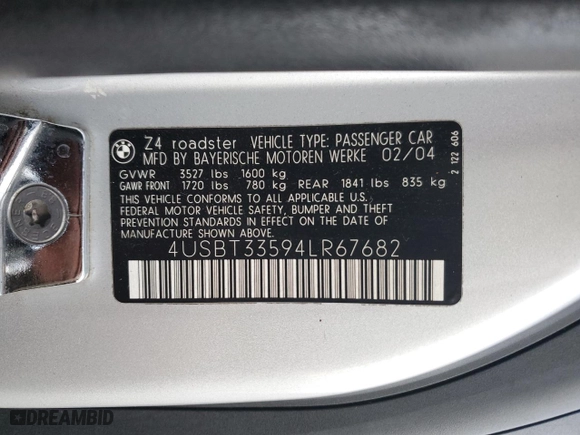 BMW
Z4 roadster VEHICLE TYPE: PASSENGER CAR
MFD BY BAYERISCHE MOTOREN WERKE 02/04
GVWR 3527 lbs 1600 kg
GAWR FRONT 1720 lbs 780 kg REAR 1841 lbs 835 kg
THIS VEHICLE CONFORMS TO ALL APPLICABLE U.S.
FEDERAL MOTOR VEHICLE SAFETY, BUMPER AND THEFT
PREVENTION STANDARDS IN EFFECT ON THE DATE OF
MANUFACTURE SHOWN ABOVE.
4USBT33594LR67682
2 122 606
DREAMBID